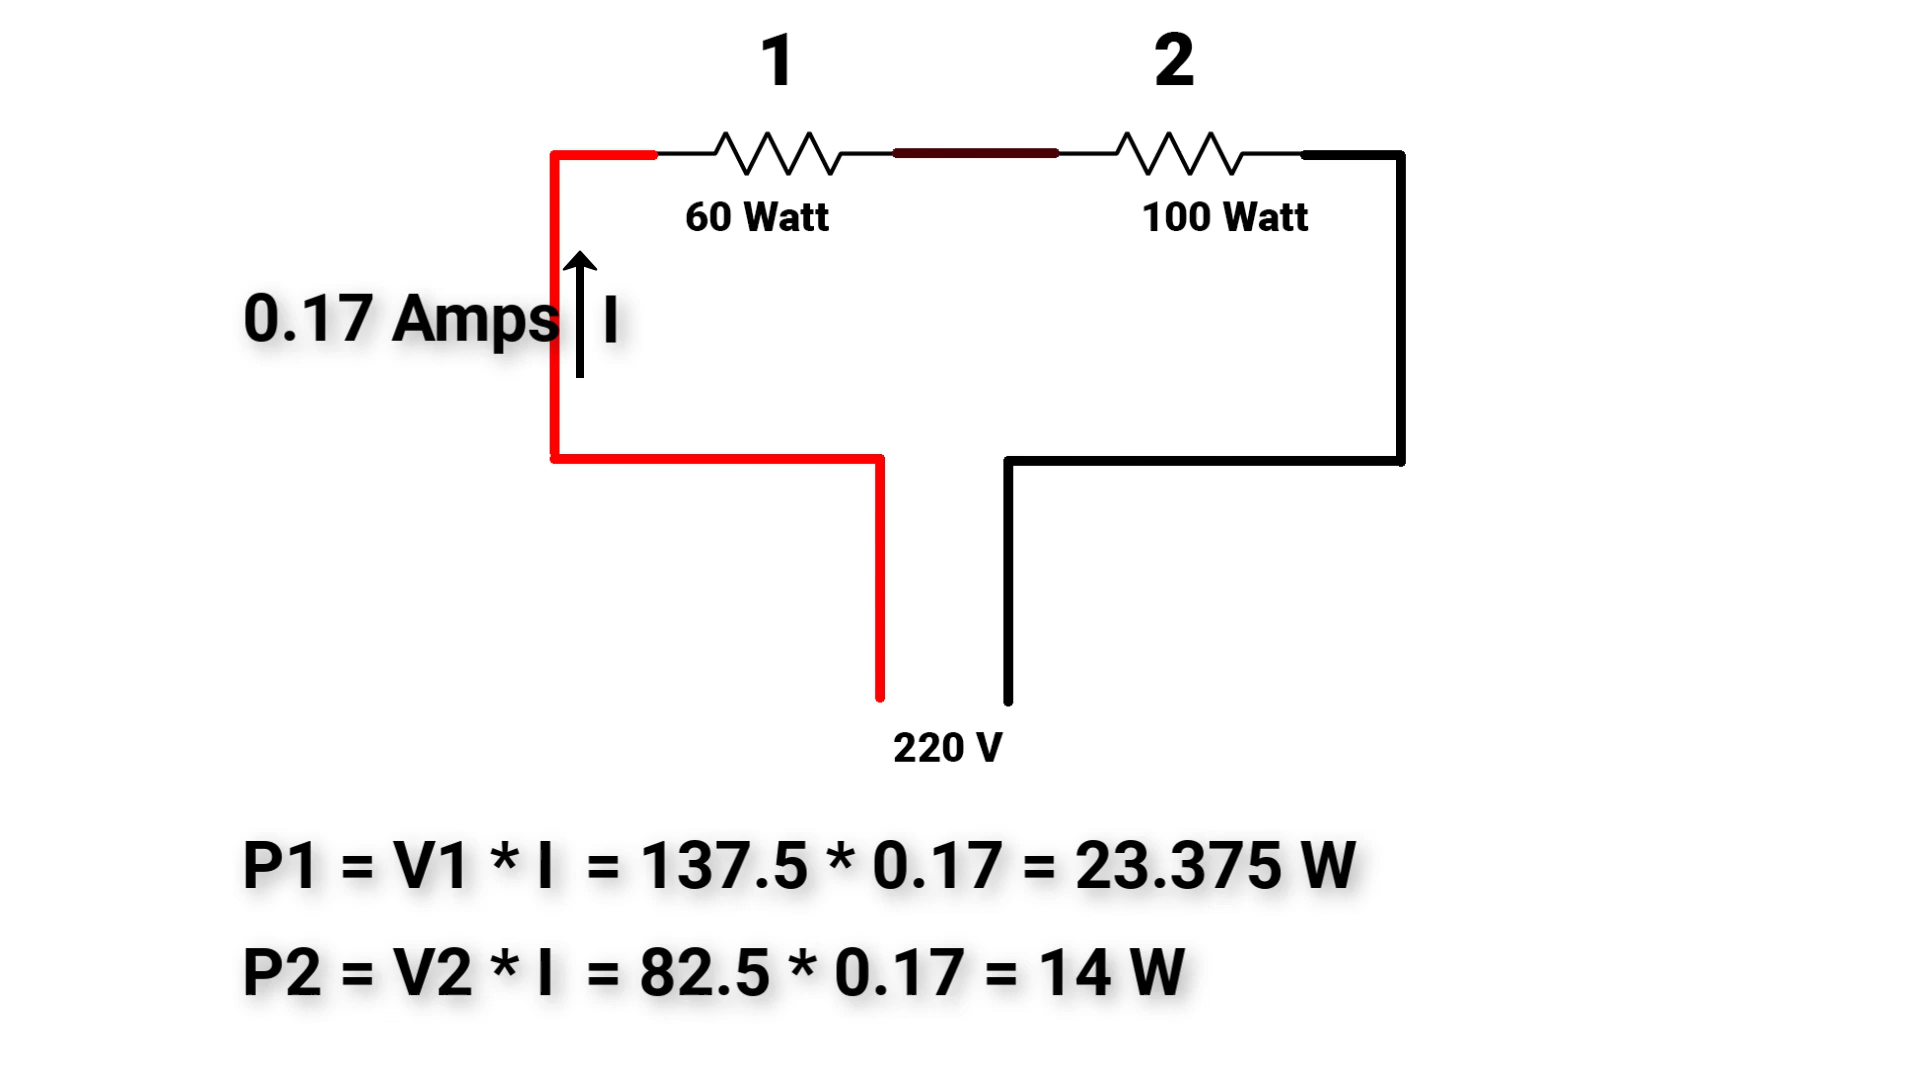 1 2
60 Watt 100 Watt
0.17 Amps I
220 V
P1 = V1 * I = 137.5 * 0.17 = 23.375 W
P2 = V2 * I = 82.5 * 0.17 = 14 W